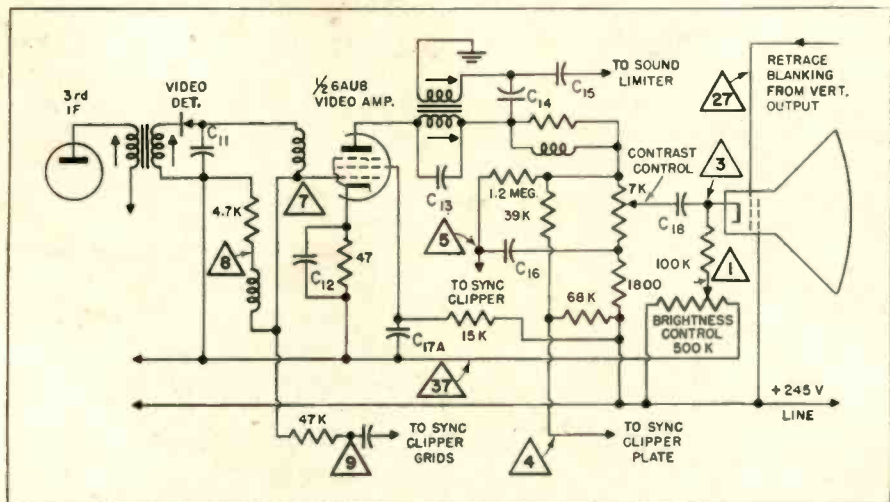 3rd
IF
VIDEO
DET.
C11
1/2 6AU8
VIDEO AMP.
TO SOUND
LIMITER
C15
C14
RETRACE
BLANKING
FROM VERT.
OUTPUT
27
7
C13
1.2 MEG.
39K
7K
CONTRAST
CONTROL
3
C18
4.7K
8
C12
47
5
C16
TO SYNC
CLIPPER
100K
1
1800
68K
BRIGHTNESS
CONTROL
500 K
C17A
15K
37
+245 V
LINE
47K
9
TO SYNC
CLIPPER
GRIDS
4
TO SYNC
CLIPPER
PLATE